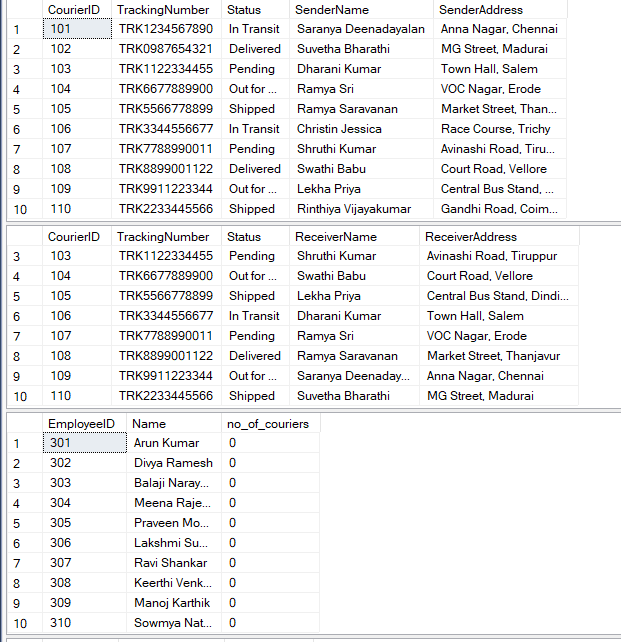 CourierID TrackingNumber Status SenderName SenderAddress
1 101 TRK1234567890 In Transit Saranya Deenadayalan Anna Nagar, Chennai
2 102 TRK0987654321 Delivered Suvetha Bharathi MG Street, Madurai
3 103 TRK1122334455 Pending Dharani Kumar Town Hall, Salem
4 104 TRK6677889900 Out for ... Ramya Sri VOC Nagar, Erode
5 105 TRK5566778899 Shipped Ramya Saravanan Market Street, Than...
6 106 TRK3344556677 In Transit Christin Jessica Race Course, Trichy
7 107 TRK7788990011 Pending Shruthi Kumar Avinashi Road, Tiru...
8 108 TRK8899001122 Delivered Swathi Babu Court Road, Vellore
9 109 TRK9911223344 Out for ... Lekha Priya Central Bus Stand, ...
10 110 TRK2233445566 Shipped Rinthiya Vijayakumar Gandhi Road, Coim...
CourierID TrackingNumber Status ReceiverName ReceiverAddress
3 103 TRK1122334455 Pending Shruthi Kumar Avinashi Road, Tiruppur
4 104 TRK6677889900 Out for ... Swathi Babu Court Road, Vellore
5 105 TRK5566778899 Shipped Lekha Priya Central Bus Stand, Dindi...
6 106 TRK3344556677 In Transit Dharani Kumar Town Hall, Salem
7 107 TRK7788990011 Pending Ramya Sri VOC Nagar, Erode
8 108 TRK8899001122 Delivered Ramya Saravanan Market Street, Thanjavur
9 109 TRK9911223344 Out for ... Saranya Deenaday... Anna Nagar, Chennai
10 110 TRK2233445566 Shipped Suvetha Bharathi MG Street, Madurai
EmployeeID Name no_of_couriers
1 301 Arun Kumar 0
2 302 Divya Ramesh 0
3 303 Balaji Naray... 0
4 304 Meena Raje... 0
5 305 Praveen Mo... 0
6 306 Lakshmi Su... 0
7 307 Ravi Shankar 0
8 308 Keerthi Venk... 0
9 309 Manoj Karthik 0
10 310 Sowmya Nat... 0